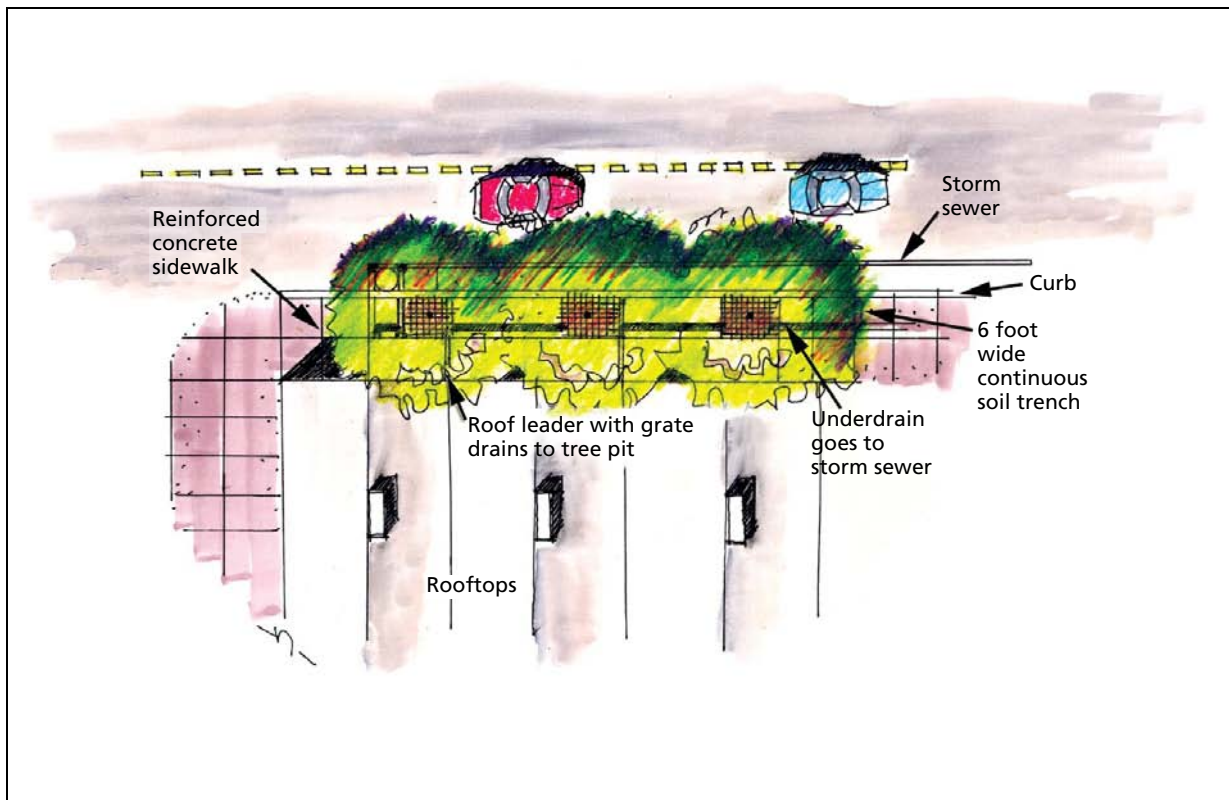 Storm
sewer
Reinforced
concrete
sidewalk
Curb
6 foot
wide
continuous
soil trench
Roof leader with grate
drains to tree pit
Underdrain
goes to
storm sewer
Rooftops